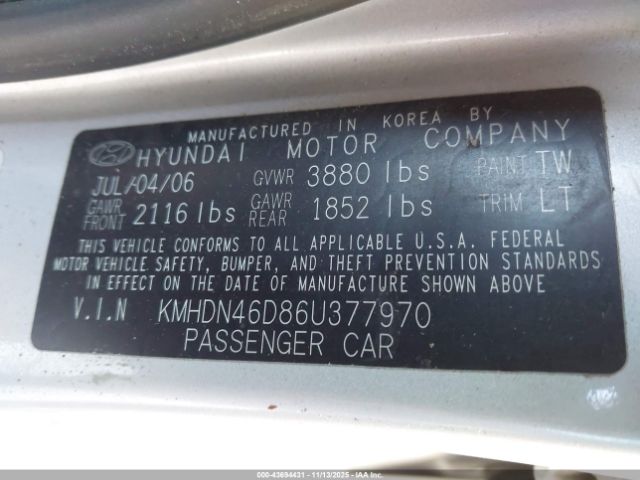 MANUFACTURED IN KOREA BY
HYUNDAI MOTOR COMPANY
JUL/04/06 GVWR 3880 lbs PAINT TW
GAWR FRONT 2116 lbs GAWR REAR 1852 lbs TRIM LT
THIS VEHICLE CONFORMS TO ALL APPLICABLE U.S.A. FEDERAL
MOTOR VEHICLE SAFETY, BUMPER, AND THEFT PREVENTION STANDARDS
IN EFFECT ON THE DATE OF MANUFACTURE SHOWN ABOVE.
V.I.N KMHDN46D86U377970
PASSENGER CAR
000-43694431 - 11/13/2025 - COPYRIGHT IAA, LLC.